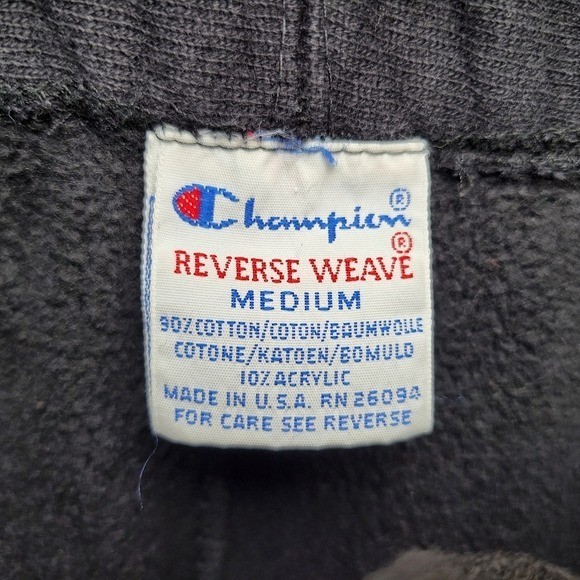 Champion®
REVERSE WEAVE®
MEDIUM
90% COTTON/COTON/BAUMWOLLE
COTONE/KATOEN/BOMULD
10% ACRYLIC
MADE IN U.S.A. RN 26094
FOR CARE SEE REVERSE